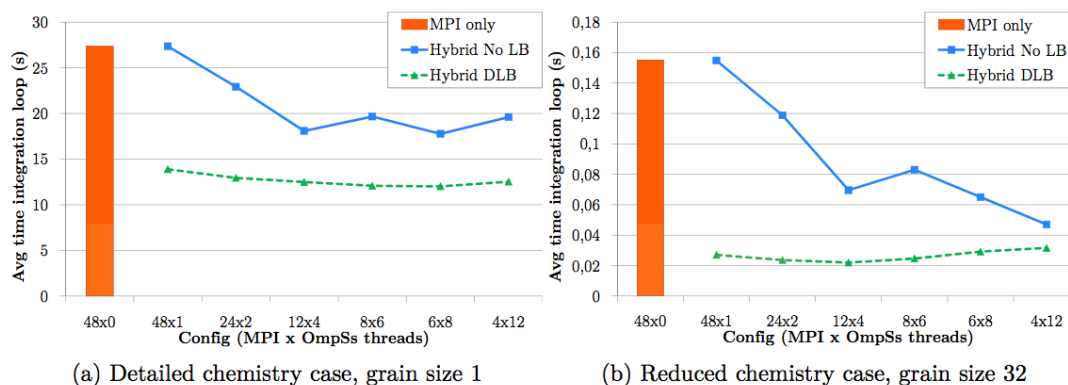 30
25
20
15
10
5
0
Avg time integration loop (s)
MPI only
Hybrid No LB
Hybrid DLB
48x0 48x1 24x2 12x4 8x6 6x8 4x12
Config (MPI x OmpSs threads)
(a) Detailed chemistry case, grain size 1
0,18
0,16
0,14
0,12
0,1
0,08
0,06
0,04
0,02
0
Avg time integration loop (s)
MPI only
Hybrid No LB
Hybrid DLB
48x0 48x1 24x2 12x4 8x6 6x8 4x12
Config (MPI x OmpSs threads)
(b) Reduced chemistry case, grain size 32